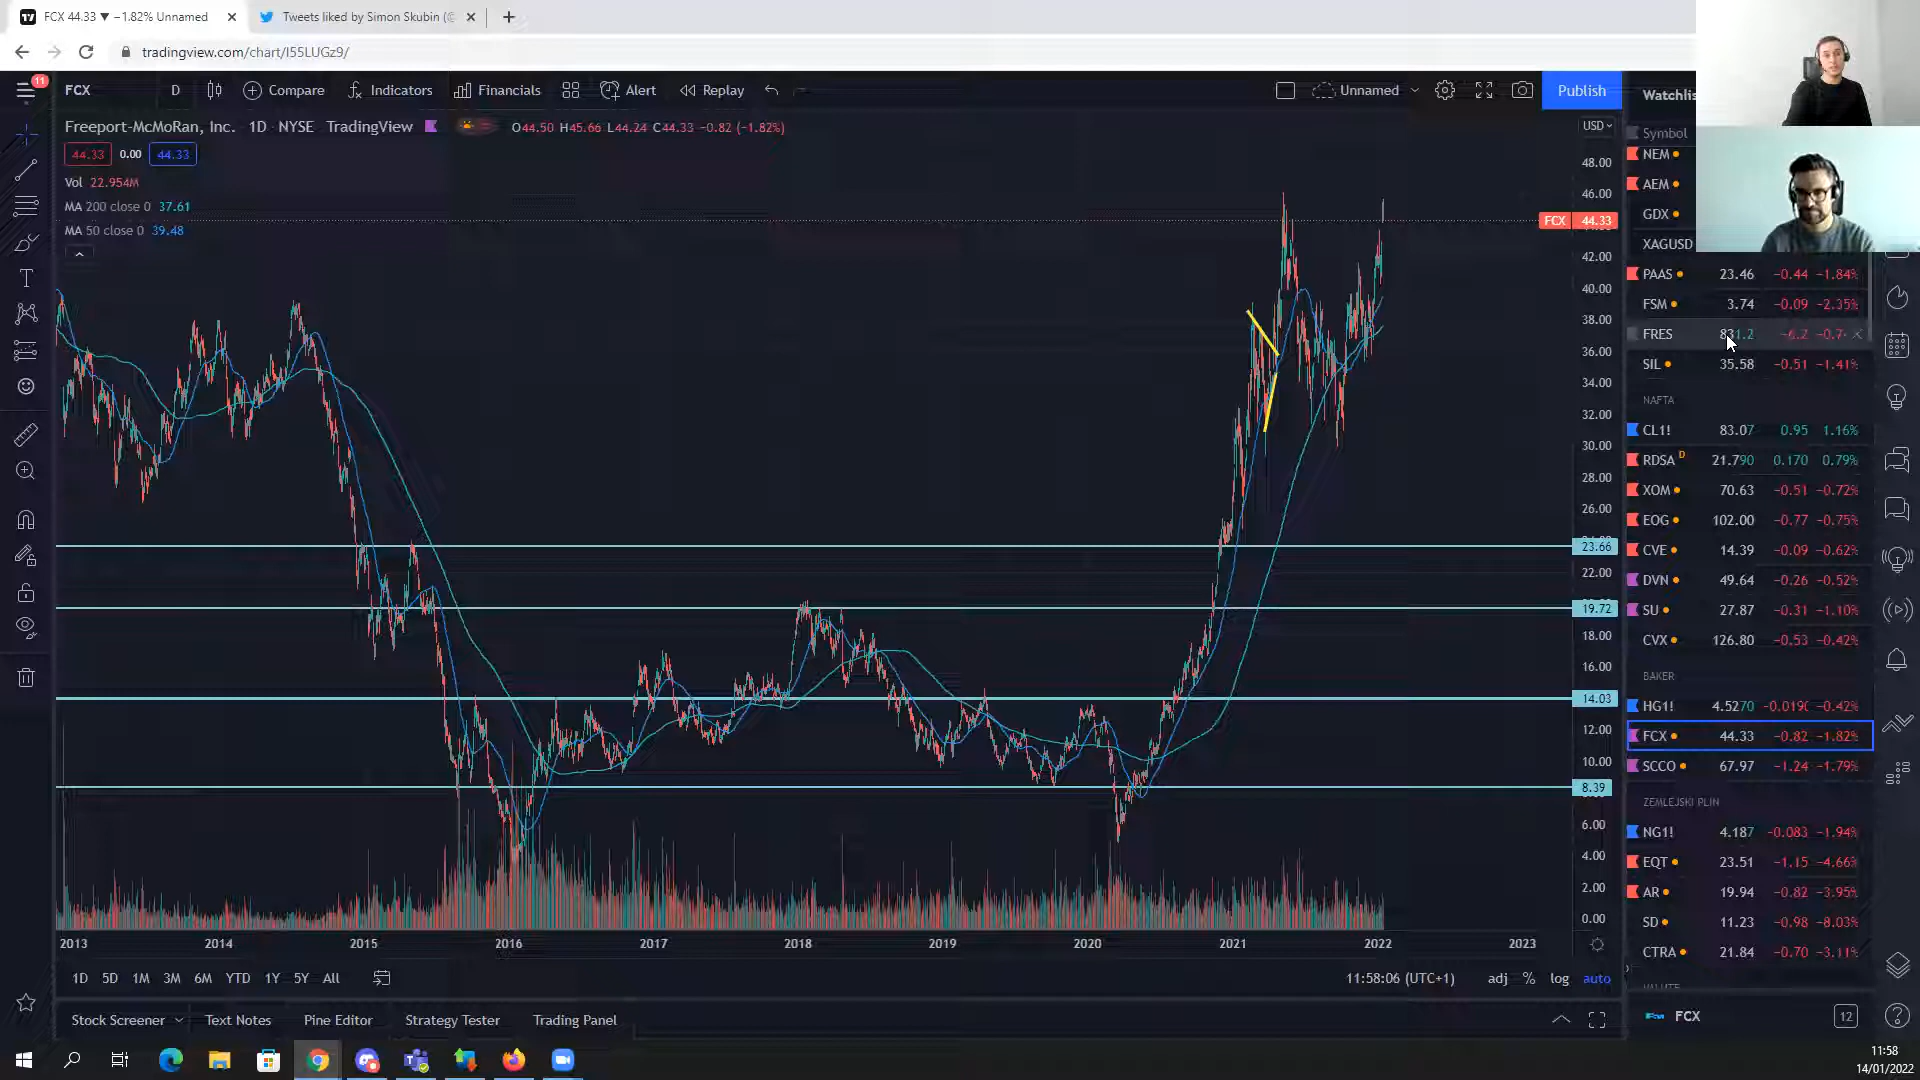 FCX 44.33 ▼ −1.82% Unnamed
Tweets liked by Simon Skubin (@
tradingview.com/chart/I55LUGz9/
11
FCX D Compare Indicators Financials Alert Replay Unnamed Publish
Freeport-McMoRan, Inc. 1D NYSE TradingView O44.50 H45.66 L44.24 C44.33 −0.82 (−1.82%)
44.33 0.00 44.33
Vol 22.954M
MA 200 close 0 37.61
MA 50 close 0 39.48
USD
48.00
46.00
FCX 44.33
42.00
40.00
38.00
36.00
34.00
32.00
30.00
28.00
26.00
23.66
22.00
19.72
18.00
16.00
14.03
12.00
10.00
8.39
6.00
4.00
2.00
0.00
2013 2014 2015 2016 2017 2018 2019 2020 2021 2022 2023
1D 5D 1M 3M 6M YTD 1Y 5Y All
11:58:06 (UTC+1) adj % log auto
Stock Screener Text Notes Pine Editor Strategy Tester Trading Panel
Watchlis
Symbol
NEM
AEM
GDX
XAGUSD
PAAS 23.46 −0.44 −1.84%
FSM 3.74 −0.09 −2.35%
FRES 831.2 −6.2
SIL 35.58 −0.51 −1.41%
NAFTA
CL1! 83.07 0.95 1.16%
RDSA D 21.790 0.170 0.79%
XOM 70.63 −0.51 −0.72%
EOG 102.00 −0.77 −0.75%
CVE 14.39 −0.09 −0.62%
DVN 49.64 −0.26 −0.52%
SU 27.87 −0.31 −1.10%
CVX 126.80 −0.53 −0.42%
BAKER
HG1! 4.5270 −0.0190 −0.42%
FCX 44.33 −0.82 −1.82%
SCCO 67.97 −1.24 −1.79%
ZEMLEJSKI PLIN
NG1! 4.187 −0.083 −1.94%
EQT 23.51 −1.15 −4.66%
AR 19.94 −0.82 −3.95%
SD 11.23 −0.98 −8.03%
CTRA 21.84 −0.70 −3.11%
VALUTE
FCX 12
11:58
14/01/2022